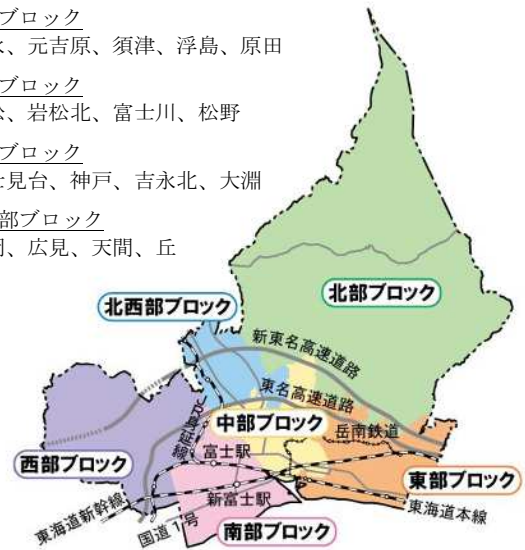 ブロック
、元吉原、須津、浮島、原田
ブロック
、岩松北、富士川、松野
ブロック
見台、神戸、吉永北、大淵
部ブロック
、広見、天間、丘
北西部ブロック
北部ブロック
新東名高速道路
東名高速道路
JR身延線
中部ブロック
岳南鉄道
富士駅
西部ブロック
東部ブロック
新富士駅
東海道本線
東海道新幹線
国道1号
南部ブロック